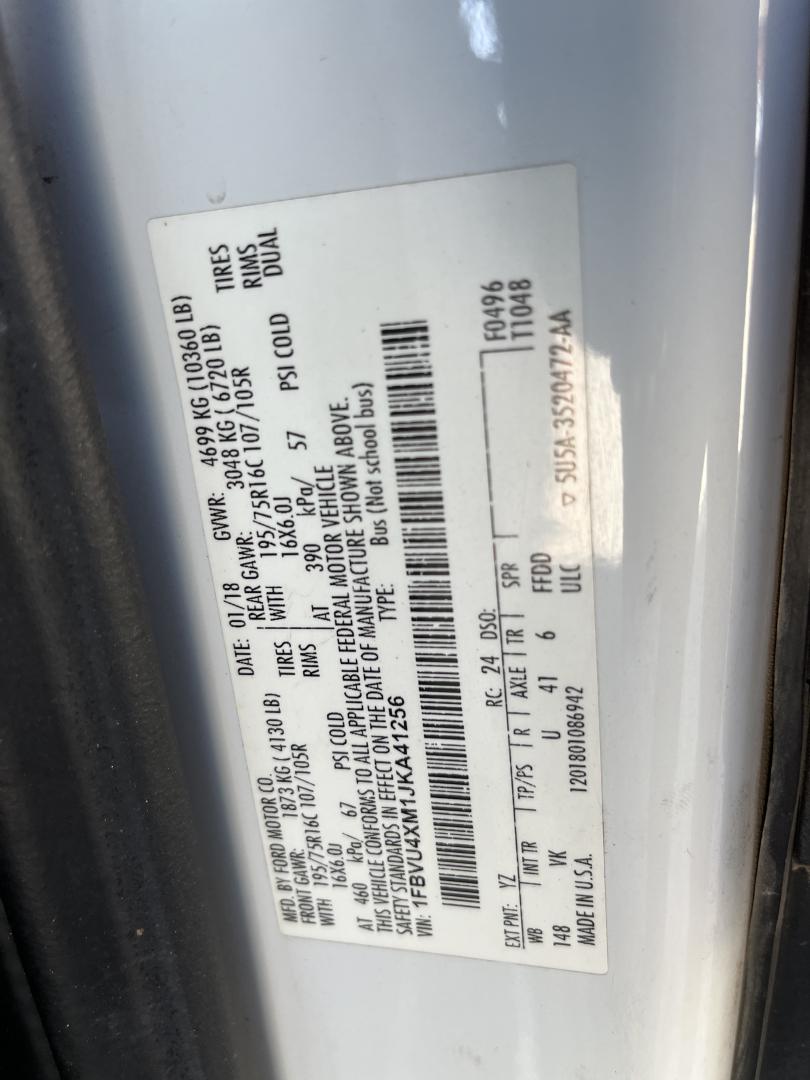 MFD. BY FORD MOTOR CO. DATE: 01/18 GVWR: 4699 KG (10360 LB)
FRONT GAWR: 1873 KG ( 4130 LB) REAR GAWR: 3048 KG ( 6720 LB)
WITH 195/75R16C 107/105R TIRES WITH 195/75R16C 107/105R TIRES
16X6.0J RIMS 16X6.0J RIMS
AT 460 kPa/ 67 PSI COLD AT 390 kPa/ 57 PSI COLD DUAL
THIS VEHICLE CONFORMS TO ALL APPLICABLE FEDERAL MOTOR VEHICLE
SAFETY STANDARDS IN EFFECT ON THE DATE OF MANUFACTURE SHOWN ABOVE.
VIN: 1FBVU4XM1JKA41256 TYPE: Bus (Not school bus)
EXT PNT: YZ RC: 24 DSO: F0496
WB INT TR TP/PS R AXLE TR SPR T1048
148 VK U 41 6 FFDD
MADE IN U.S.A. 1201801086942 ULC ▽ 5U5A-3520472-AA